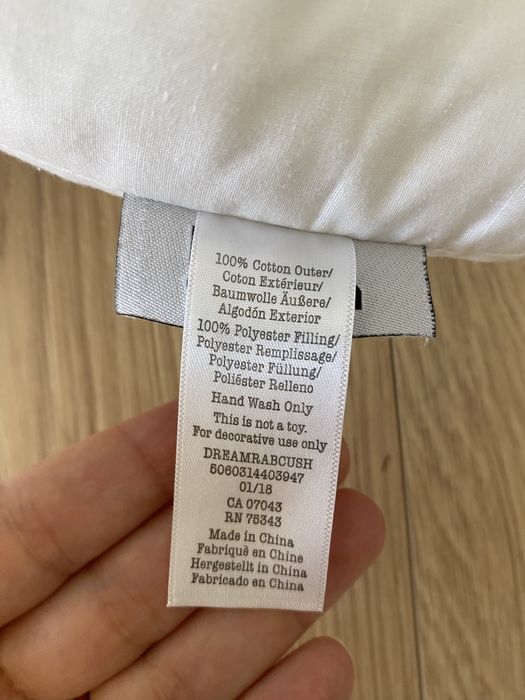 100% Cotton Outer/
Coton Extérieur/
Baumwolle Äußere/
Algodón Exterior
100% Polyester Filling/
Polyester Remplissage/
Polyester Füllung/
Poliéster Relleno
Hand Wash Only
This is not a toy.
For decorative use only
DREAMRABCUSH
5060314403947
01/18
CA 07043
RN 75343
Made in China
Fabriquè en Chine
Hergestellt in China
Fabricado en China